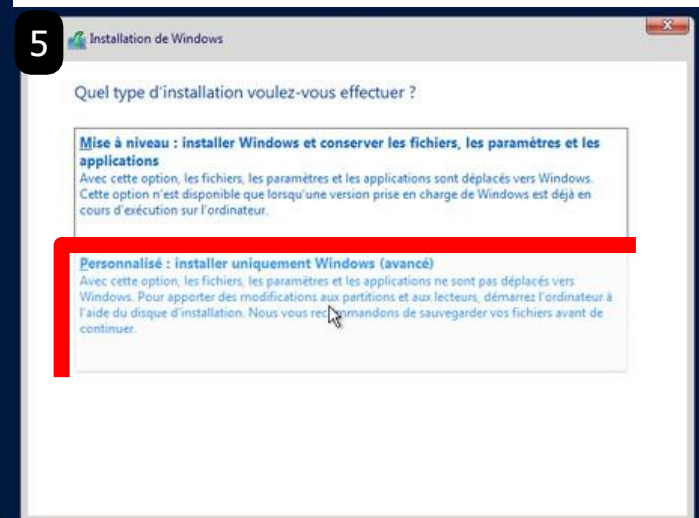 5
Installation de Windows
Quel type d'installation voulez-vous effectuer ?
Mise à niveau : installer Windows et conserver les fichiers, les paramètres et les
applications
Avec cette option, les fichiers, les paramètres et les applications sont déplacés vers Windows.
Cette option n'est disponible que lorsqu'une version prise en charge de Windows est déjà en
cours d'exécution sur l'ordinateur.
Personnalisé : installer uniquement Windows (avancé)
Avec cette option, les fichiers, les paramètres et les applications ne sont pas déplacés vers
Windows. Pour apporter des modifications aux partitions et aux lecteurs, démarrez l'ordinateur à
l'aide du disque d'installation. Nous vous recommandons de sauvegarder vos fichiers avant de
continuer.